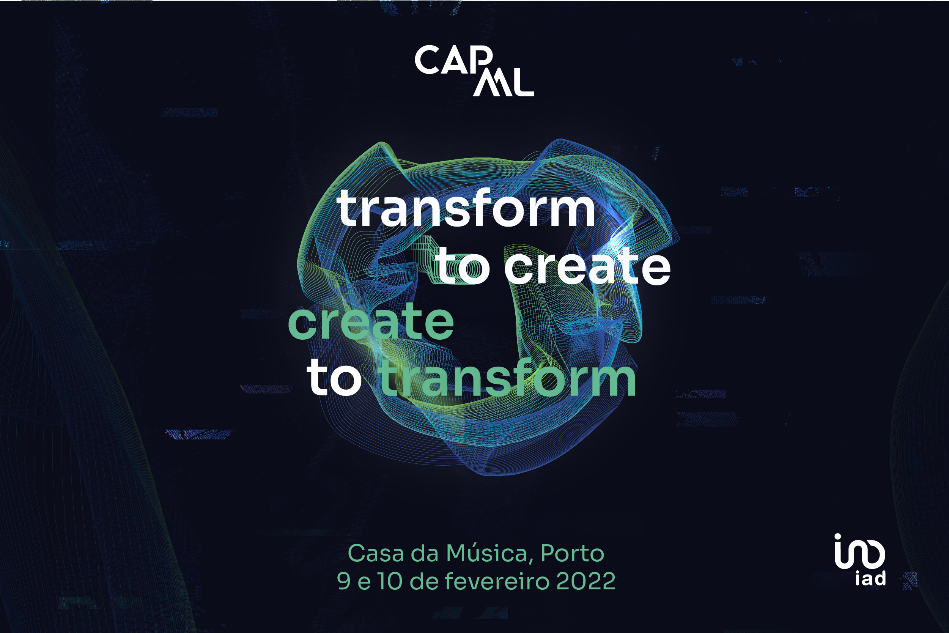 CAP
ML
transform
to create
create
to transform
Casa da Música, Porto
9 e 10 de fevereiro 2022
iad